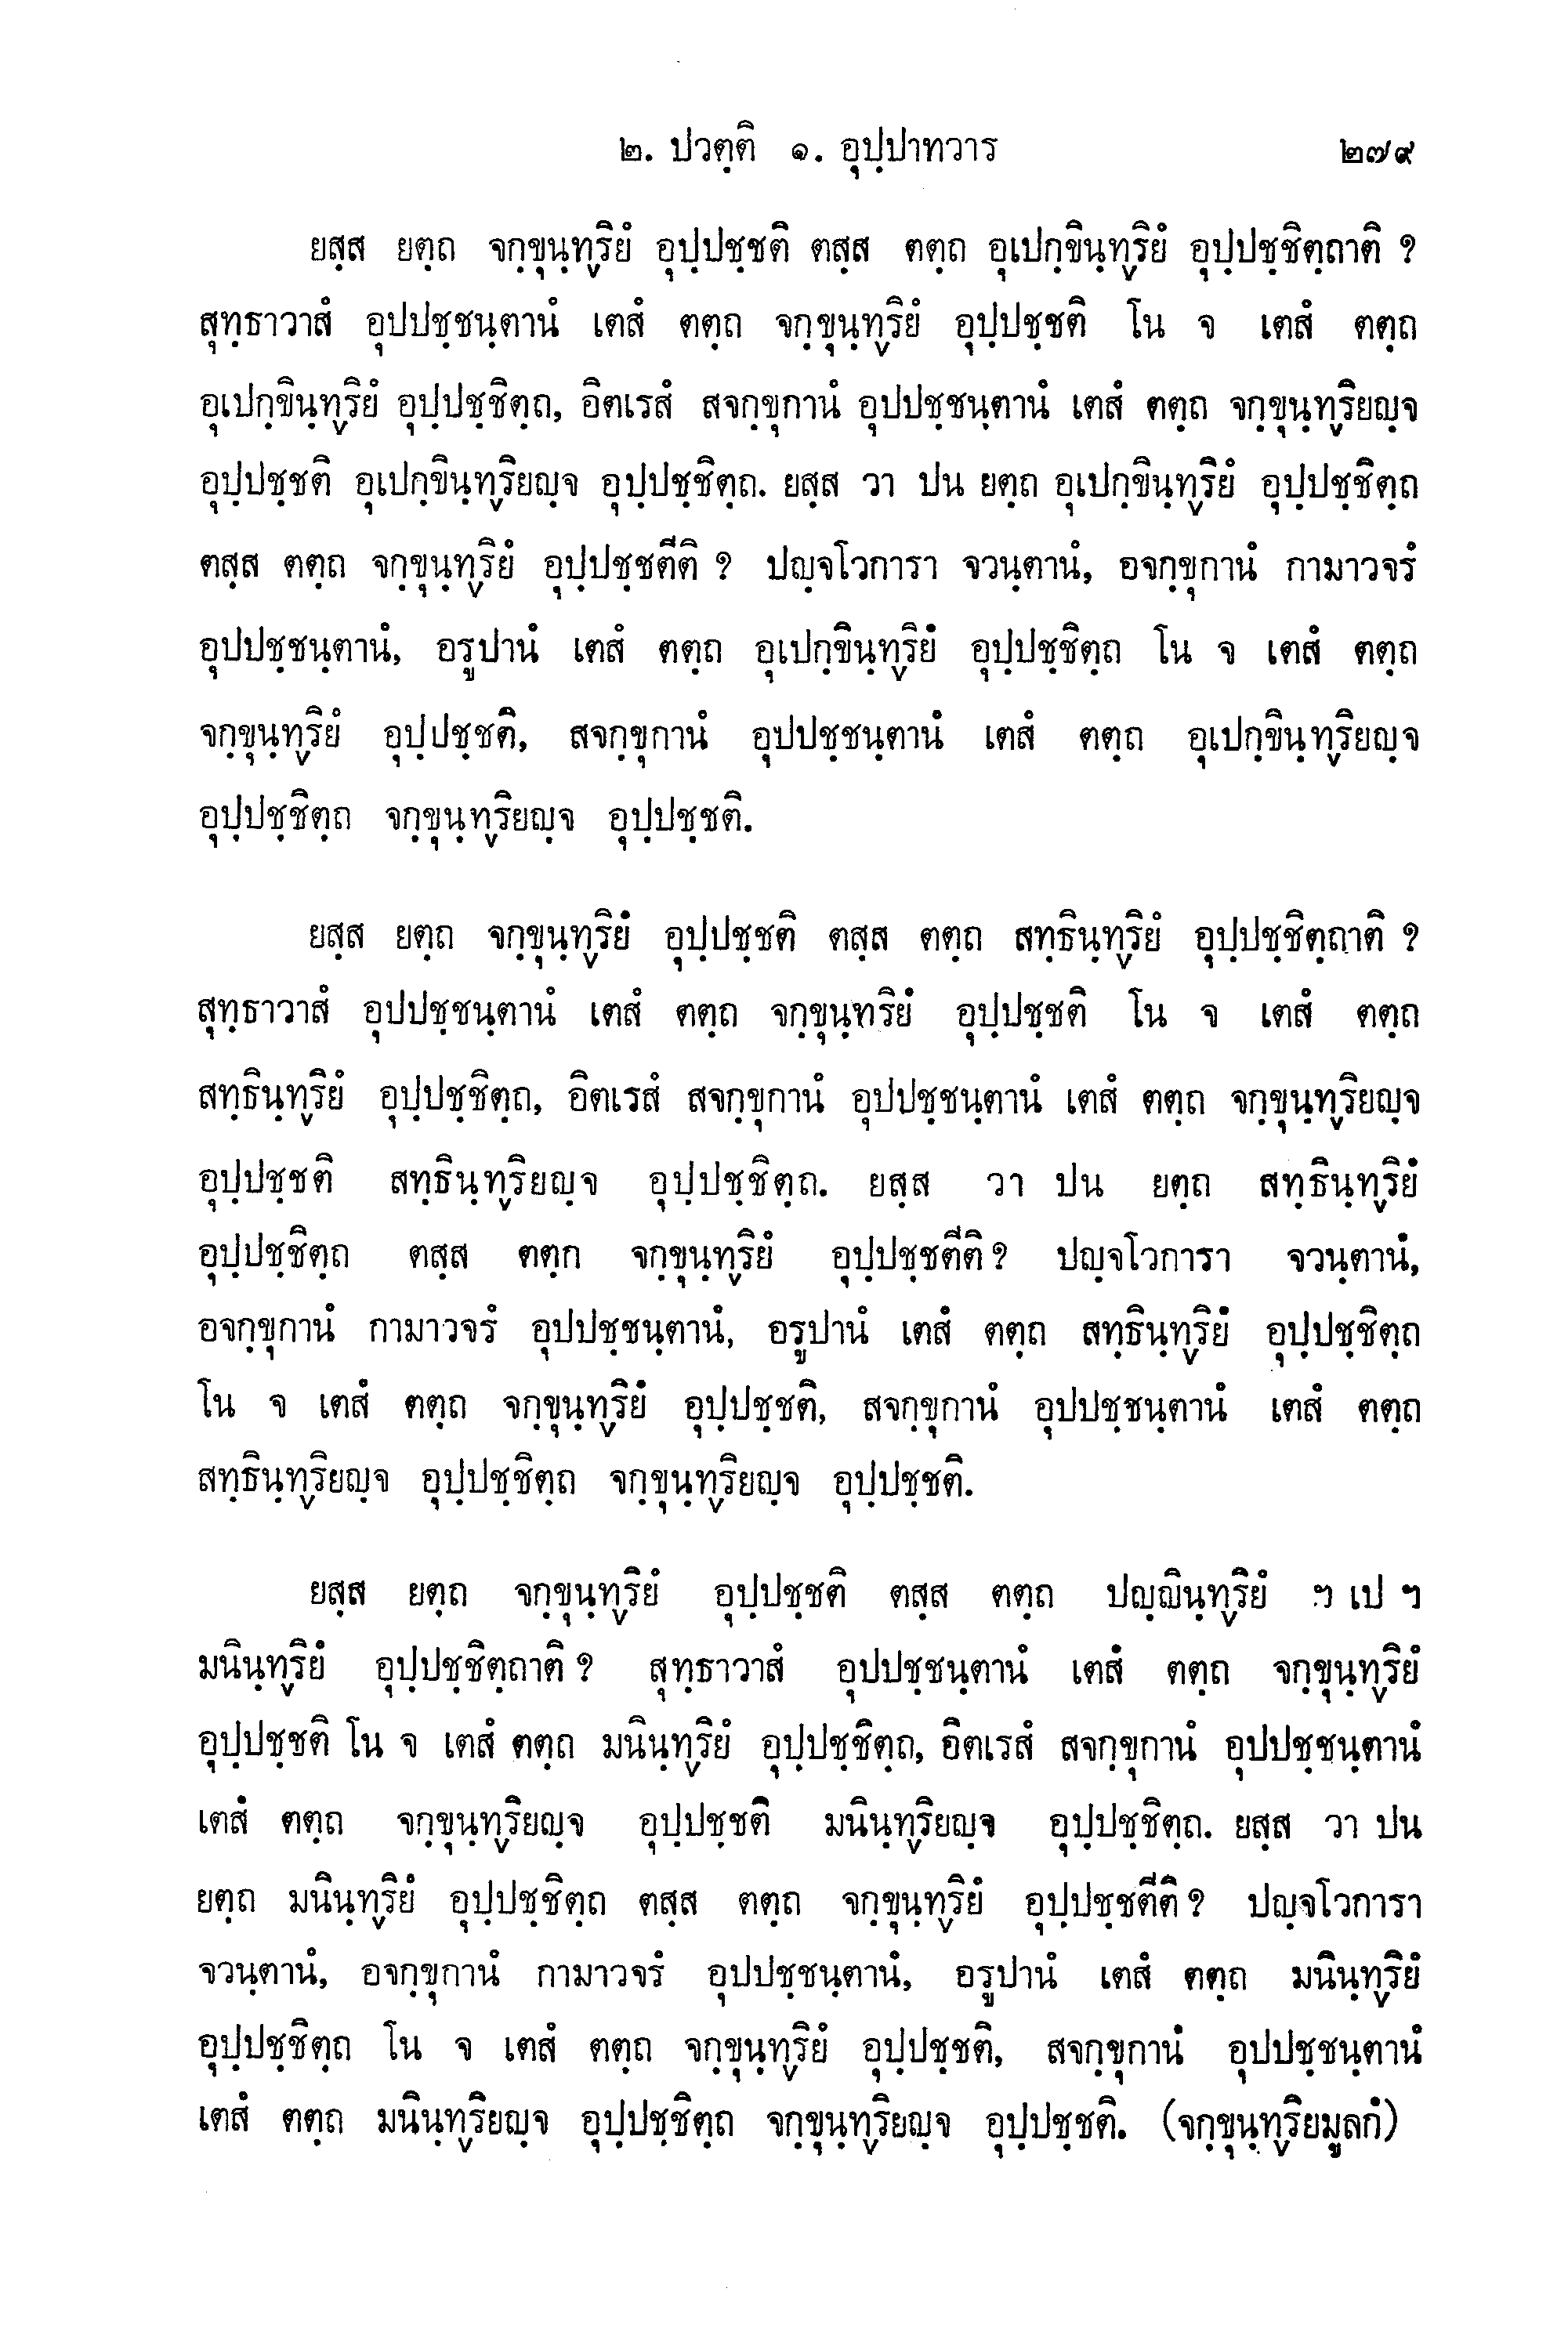 ๒. ปวตฺติ ๑. อุปฺปาทวาร ๒๗๙
ยสฺส ยตฺถ จกฺขุนฺทฺริยํ อุปฺปชฺชติ ตสฺส ตตฺถ อุเปกฺขินฺทฺริยํ อุปฺปชฺชิตฺถาติ ?
สุทฺธาวาสํ อุปปชฺชนฺตานํ เตสํ ตตฺถ จกฺขุนฺทฺริยํ อุปฺปชฺชติ โน จ เตสํ ตตฺถ
อุเปกฺขินฺทฺริยํ อุปฺปชฺชิตฺถ, อิตเรสํ สจกฺขุกานํ อุปปชฺชนฺตานํ เตสํ ตตฺถ จกฺขุนฺทฺริยญฺจ
อุปฺปชฺชติ อุเปกฺขินฺทฺริยญฺจ อุปฺปชฺชิตฺถ. ยสฺส วา ปน ยตฺถ อุเปกฺขินฺทฺริยํ อุปฺปชฺชิตฺถ
ตสฺส ตตฺถ จกฺขุนฺทฺริยํ อุปฺปชฺชตีติ ? ปญฺจโวการา จวนฺตานํ, อจกฺขุกานํ กามาวจรํ
อุปปชฺชนฺตานํ, อรูปานํ เตสํ ตตฺถ อุเปกฺขินฺทฺริยํ อุปฺปชฺชิตฺถ โน จ เตสํ ตตฺถ
จกฺขุนฺทฺริยํ อุปฺปชฺชติ, สจกฺขุกานํ อุปปชฺชนฺตานํ เตสํ ตตฺถ อุเปกฺขินฺทฺริยญฺจ
อุปฺปชฺชิตฺถ จกฺขุนฺทฺริยญฺจ อุปฺปชฺชติ.
ยสฺส ยตฺถ จกฺขุนฺทฺริยํ อุปฺปชฺชติ ตสฺส ตตฺถ สทฺธินฺทฺริยํ อุปฺปชฺชิตฺถาติ ?
สุทฺธาวาสํ อุปปชฺชนฺตานํ เตสํ ตตฺถ จกฺขุนฺทริยํ อุปฺปชฺชติ โน จ เตสํ ตตฺถ
สทฺธินฺทฺริยํ อุปฺปชฺชิตฺถ, อิตเรสํ สจกฺขุกานํ อุปปชฺชนฺตานํ เตสํ ตตฺถ จกฺขุนฺทฺริยญฺจ
อุปฺปชฺชติ สทฺธินฺทฺริยญฺจ อุปฺปชฺชิตฺถ. ยสฺส วา ปน ยตฺถ สทฺธินฺทฺริยํ
อุปฺปชฺชิตฺถ ตสฺส ตตฺก จกฺขุนฺทฺริยํ อุปฺปชฺชตีติ ? ปญฺจโวการา จวนฺตานํ,
อจกฺขุกานํ กามาวจรํ อุปปชฺชนฺตานํ, อรูปานํ เตสํ ตตฺถ สทฺธินฺทฺริยํ อุปฺปชฺชิตฺถ
โน จ เตสํ ตตฺถ จกฺขุนฺทฺริยํ อุปฺปชฺชติ, สจกฺขุกานํ อุปปชฺชนฺตานํ เตสํ ตตฺถ
สทฺธินฺทฺริยญฺจ อุปฺปชฺชิตฺถ จกฺขุนฺทฺริยญฺจ อุปฺปชฺชติ.
ยสฺส ยตฺถ จกฺขุนฺทฺริยํ อุปฺปชฺชติ ตสฺส ตตฺถ ปญฺญินฺทฺริยํ ฯ เป ฯ
มนินฺทฺริยํ อุปฺปชฺชิตฺถาติ ? สุทฺธาวาสํ อุปปชฺชนฺตานํ เตสํ ตตฺถ จกฺขุนฺทฺริยํ
อุปฺปชฺชติ โน จ เตสํ ตตฺถ มนินฺทฺริยํ อุปฺปชฺชิตฺถ, อิตเรสํ สจกฺขุกานํ อุปปชฺชนฺตานํ
เตสํ ตตฺถ จกฺขุนฺทฺริยญฺจ อุปฺปชฺชติ มนินฺทฺริยญฺจ อุปฺปชฺชิตฺถ. ยสฺส วา ปน
ยตฺถ มนินฺทฺริยํ อุปฺปชฺชิตฺถ ตสฺส ตตฺถ จกฺขุนฺทฺริยํ อุปฺปชฺชตีติ ? ปญฺจโวการา
จวนฺตานํ, อจกฺขุกานํ กามาวจรํ อุปปชฺชนฺตานํ, อรูปานํ เตสํ ตตฺถ มนินฺทฺริยํ
อุปฺปชฺชิตฺถ โน จ เตสํ ตตฺถ จกฺขุนฺทฺริยํ อุปฺปชฺชติ, สจกฺขุกานํ อุปปชฺชนฺตานํ
เตสํ ตตฺถ มนินฺทฺริยญฺจ อุปฺปชฺชิตฺถ จกฺขุนฺทฺริยญฺจ อุปฺปชฺชติ. (จกฺขุนฺทฺริยมูลกํ)